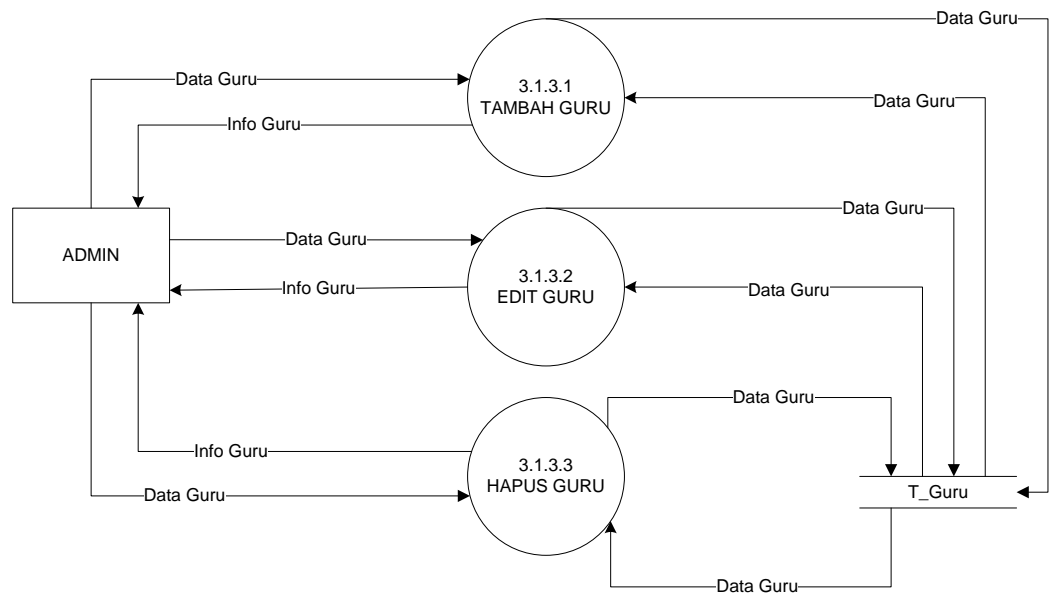 Data Guru
Data Guru
3.1.3.1
TAMBAH GURU
Data Guru
Info Guru
Data Guru
ADMIN
Data Guru
3.1.3.2
EDIT GURU
Info Guru
Data Guru
Data Guru
Info Guru
3.1.3.3
HAPUS GURU
Data Guru
T_Guru
Data Guru